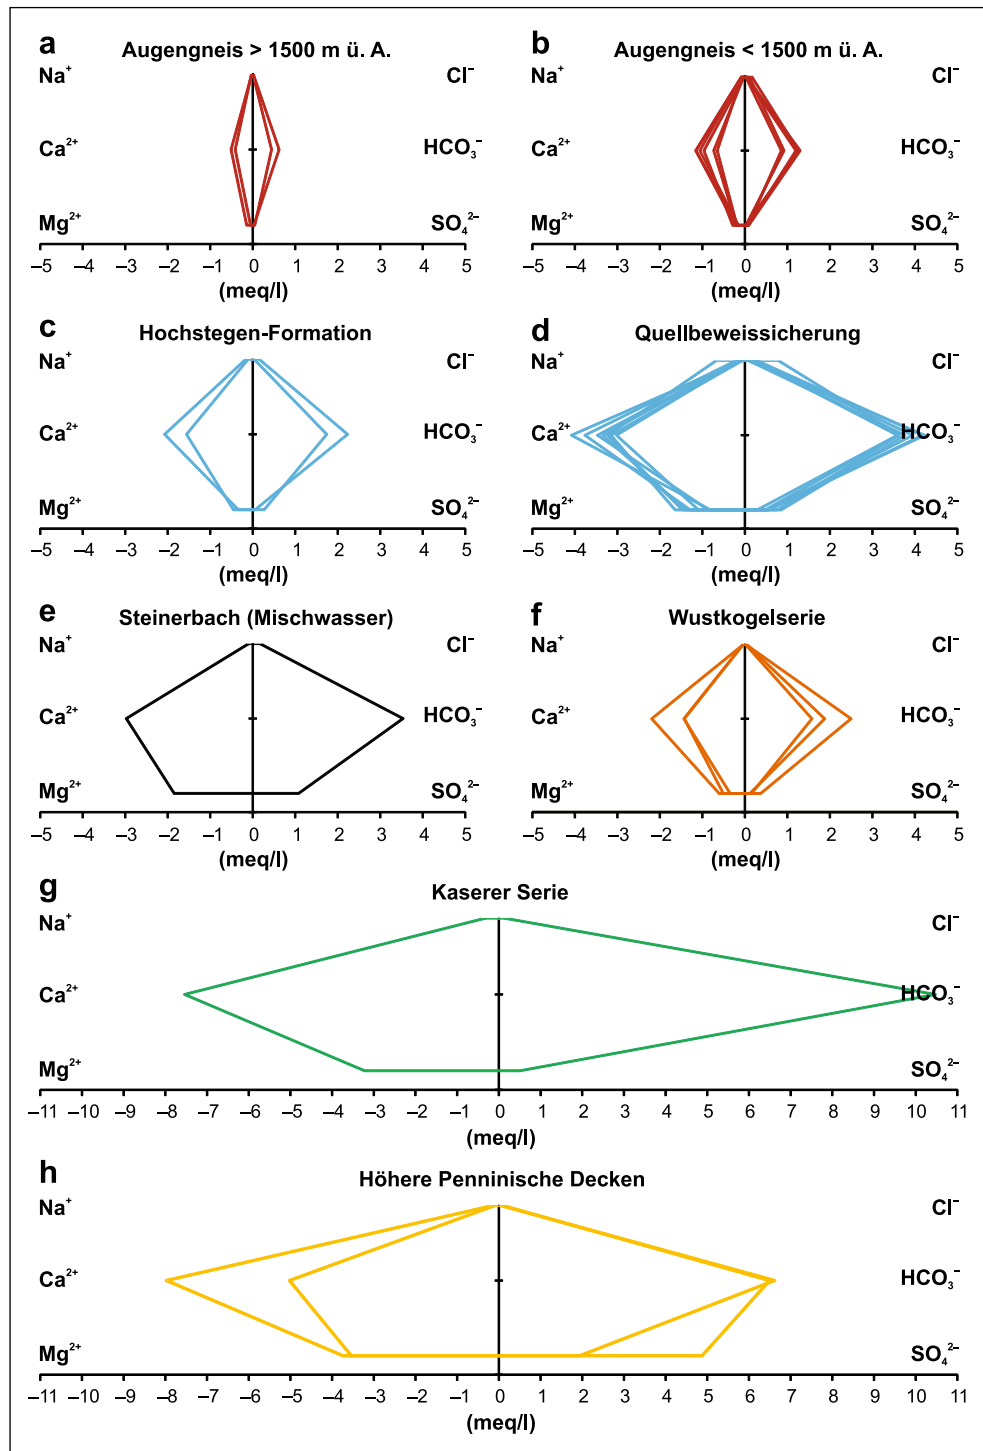 a Augengneis > 1500 m ü. A.
Na⁺ Cl⁻
Ca²⁺ HCO₃⁻
Mg²⁺ SO₄²⁻
–5 –4 –3 –2 –1 0 1 2 3 4 5
(meq/l)
b Augengneis < 1500 m ü. A.
Na⁺ Cl⁻
Ca²⁺ HCO₃⁻
Mg²⁺ SO₄²⁻
–5 –4 –3 –2 –1 0 1 2 3 4 5
(meq/l)
c Hochstegen-Formation
Na⁺ Cl⁻
Ca²⁺ HCO₃⁻
Mg²⁺ SO₄²⁻
–5 –4 –3 –2 –1 0 1 2 3 4 5
(meq/l)
d Quellbeweissicherung
Na⁺ Cl⁻
Ca²⁺ HCO₃⁻
Mg²⁺ SO₄²⁻
–5 –4 –3 –2 –1 0 1 2 3 4 5
(meq/l)
e Steinerbach (Mischwasser)
Na⁺ Cl⁻
Ca²⁺ HCO₃⁻
Mg²⁺ SO₄²⁻
–5 –4 –3 –2 –1 0 1 2 3 4 5
(meq/l)
f Wustkogelserie
Na⁺ Cl⁻
Ca²⁺ HCO₃⁻
Mg²⁺ SO₄²⁻
–5 –4 –3 –2 –1 0 1 2 3 4 5
(meq/l)
g Kaserer Serie
Na⁺ Cl⁻
Ca²⁺ HCO₃⁻
Mg²⁺ SO₄²⁻
–11 –10 –9 –8 –7 –6 –5 –4 –3 –2 –1 0 1 2 3 4 5 6 7 8 9 10 11
(meq/l)
h Höhere Penninische Decken
Na⁺ Cl⁻
Ca²⁺ HCO₃⁻
Mg²⁺ SO₄²⁻
–11 –10 –9 –8 –7 –6 –5 –4 –3 –2 –1 0 1 2 3 4 5 6 7 8 9 10 11
(meq/l)